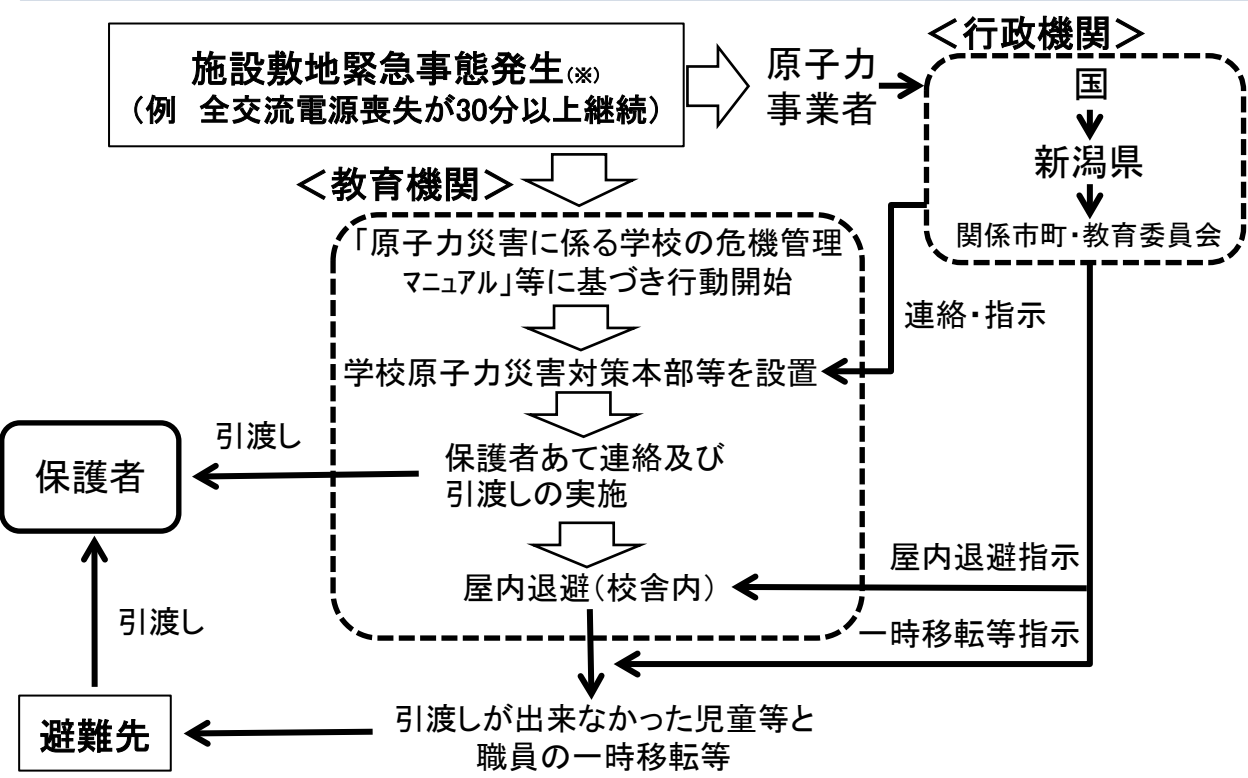 施設敷地緊急事態発生(※)
(例　全交流電源喪失が30分以上継続)
原子力
事業者
＜行政機関＞
国
新潟県
関係市町・教育委員会
＜教育機関＞
「原子力災害に係る学校の危機管理
マニュアル」等に基づき行動開始
連絡・指示
学校原子力災害対策本部等を設置
引渡し
保護者
保護者あて連絡及び
引渡しの実施
屋内退避指示
屋内退避(校舎内)
引渡し
一時移転等指示
避難先
引渡しが出来なかった児童等と
職員の一時移転等